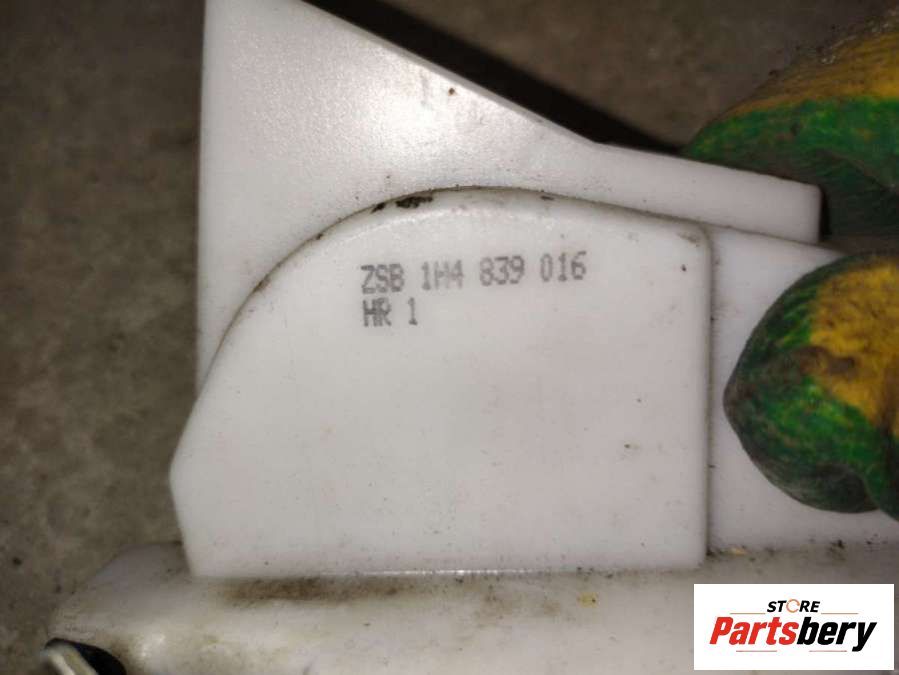 ZSB 1H4 839 016
HR 1
STORE
Partsbery